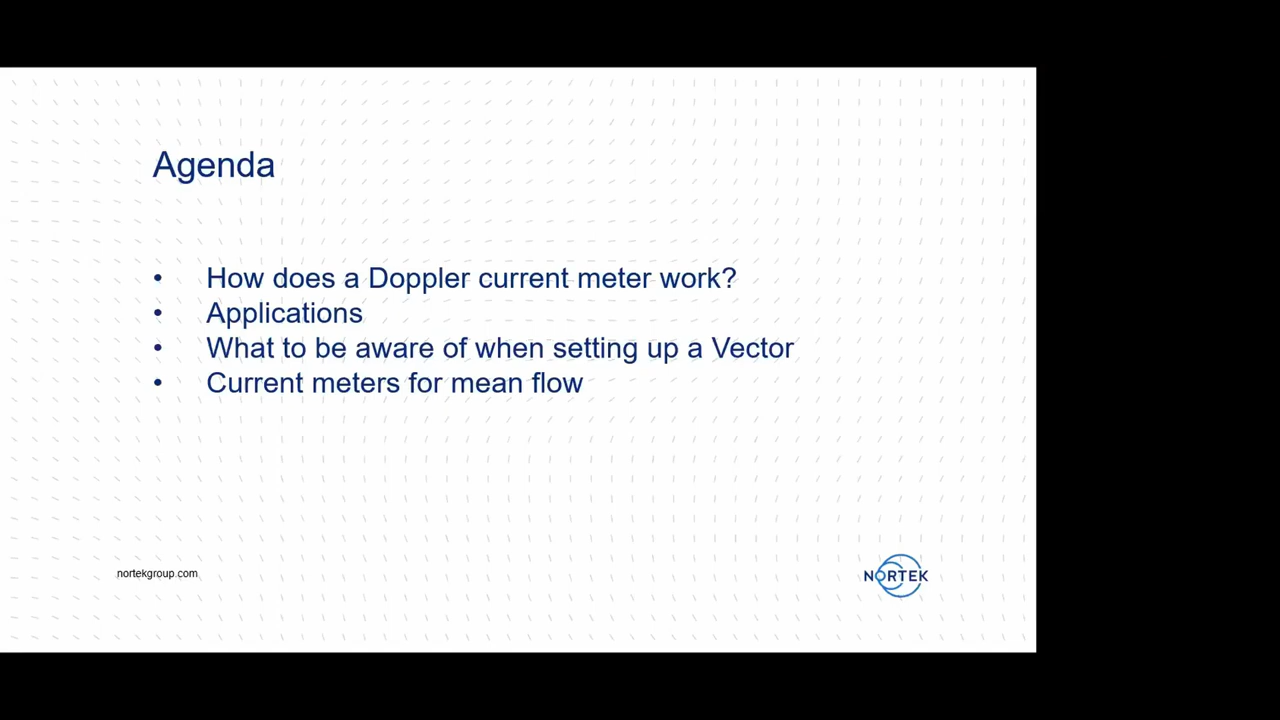 Agenda
• How does a Doppler current meter work?
• Applications
• What to be aware of when setting up a Vector
• Current meters for mean flow
nortekgroup.com
NORTEK